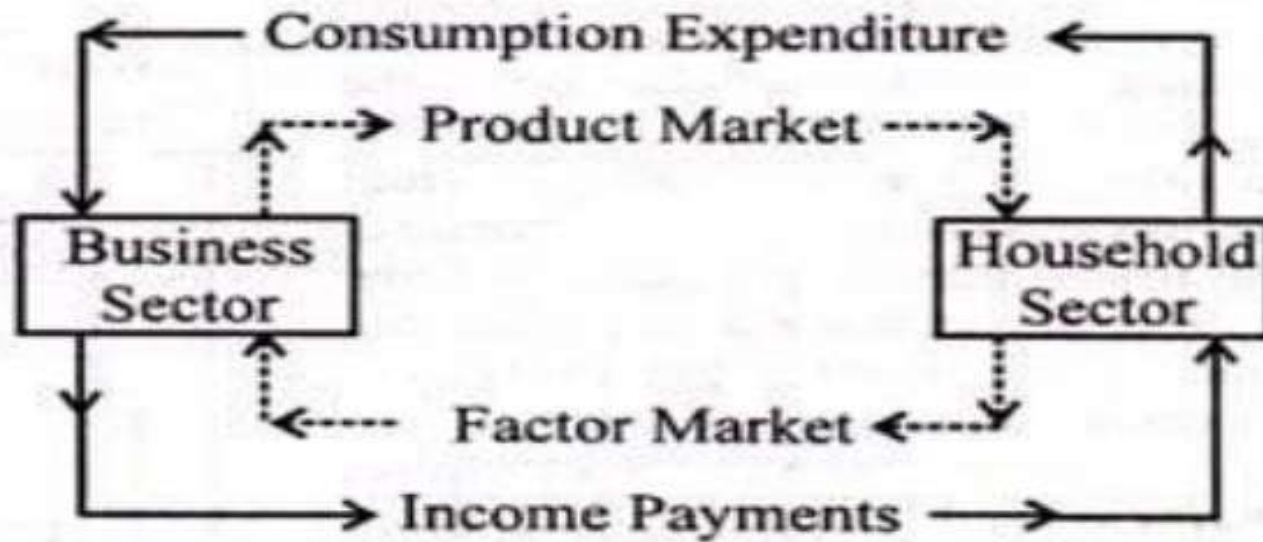 Consumption Expenditure
Product Market
Business
Sector
Household
Sector
Factor Market
Income Payments